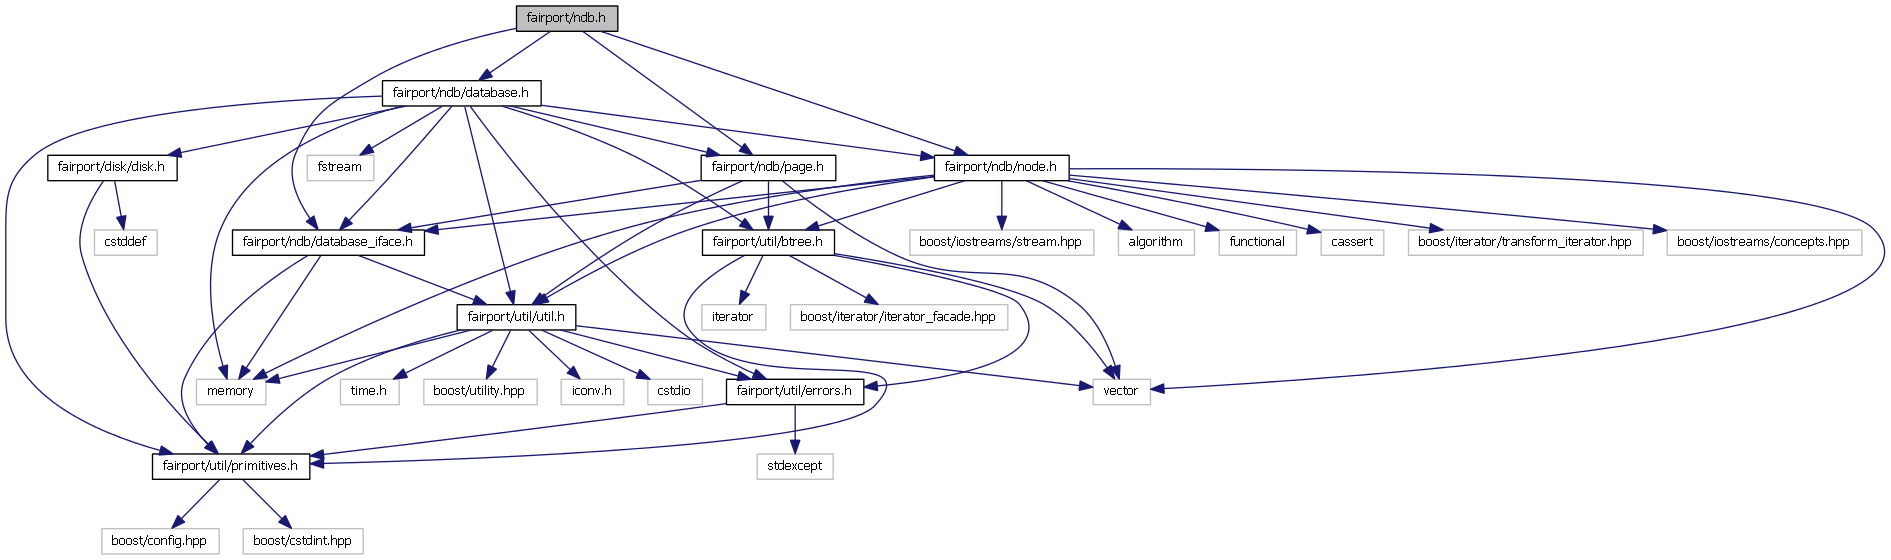 fairport/ndb.h
fairport/ndb/database.h
fairport/disk/disk.h
fstream
fairport/ndb/page.h
fairport/ndb/node.h
cstddef
fairport/ndb/database_iface.h
fairport/util/btree.h
boost/iostreams/stream.hpp
algorithm
functional
cassert
boost/iterator/transform_iterator.hpp
boost/iostreams/concepts.hpp
fairport/util/util.h
iterator
boost/iterator/iterator_facade.hpp
memory
time.h
boost/utility.hpp
iconv.h
cstdio
fairport/util/errors.h
vector
fairport/util/primitives.h
stdexcept
boost/config.hpp
boost/cstdint.hpp